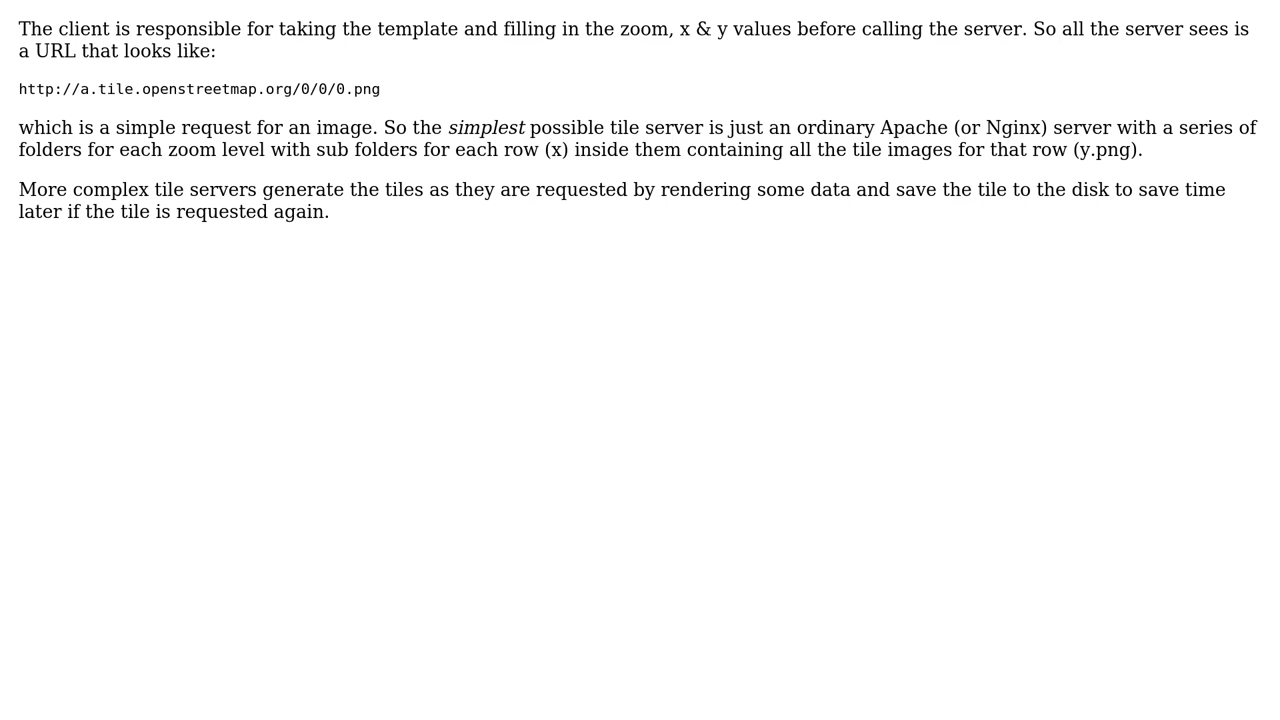 The client is responsible for taking the template and filling in the zoom, x & y values before calling the server. So all the server sees is
a URL that looks like:
http://a.tile.openstreetmap.org/0/0/0.png
which is a simple request for an image. So the simplest possible tile server is just an ordinary Apache (or Nginx) server with a series of
folders for each zoom level with sub folders for each row (x) inside them containing all the tile images for that row (y.png).
More complex tile servers generate the tiles as they are requested by rendering some data and save the tile to the disk to save time
later if the tile is requested again.